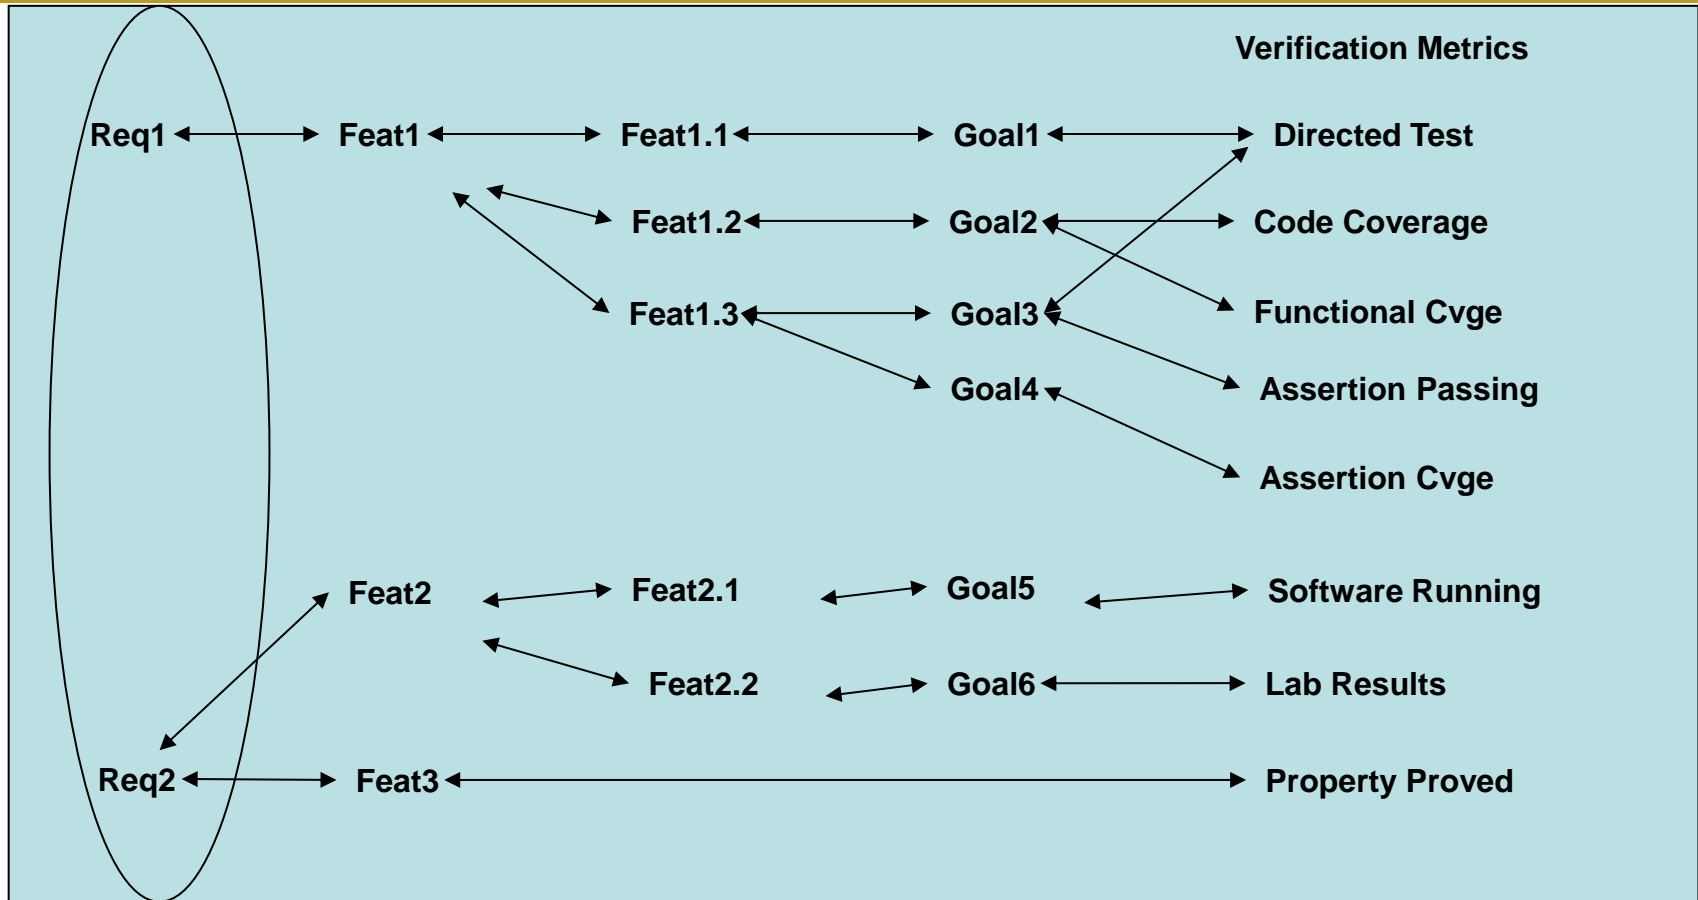 Verification Metrics
Req1 Feat1 Feat1.1 Goal1 Directed Test
Feat1.2 Goal2 Code Coverage
Feat1.3 Goal3 Functional Cvge
Goal4 Assertion Passing
Assertion Cvge
Feat2 Feat2.1 Goal5 Software Running
Feat2.2 Goal6 Lab Results
Req2 Feat3 Property Proved